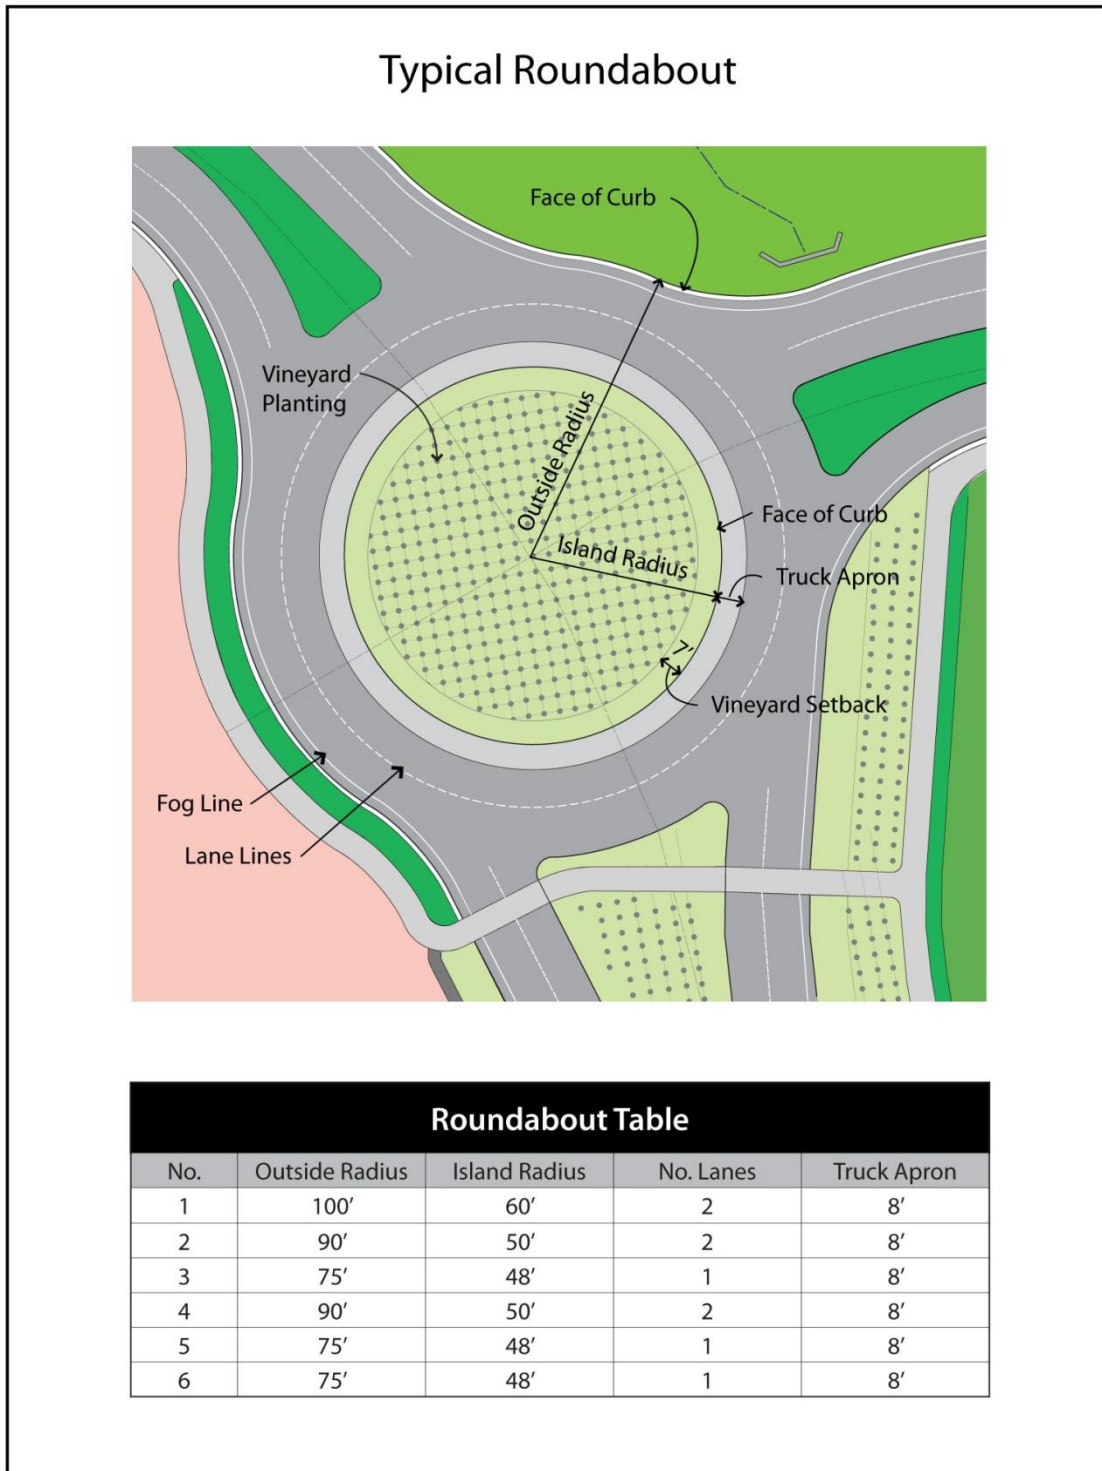 Typical Roundabout
Face of Curb
Vineyard
Planting
Outside Radius
Face of Curb
Island Radius
Truck Apron
7’
Vineyard Setback
Fog Line
Lane Lines
Roundabout Table
No. Outside Radius Island Radius No. Lanes Truck Apron
1 100’ 60’ 2 8’
2 90’ 50’ 2 8’
3 75’ 48’ 1 8’
4 90’ 50’ 2 8’
5 75’ 48’ 1 8’
6 75’ 48’ 1 8’